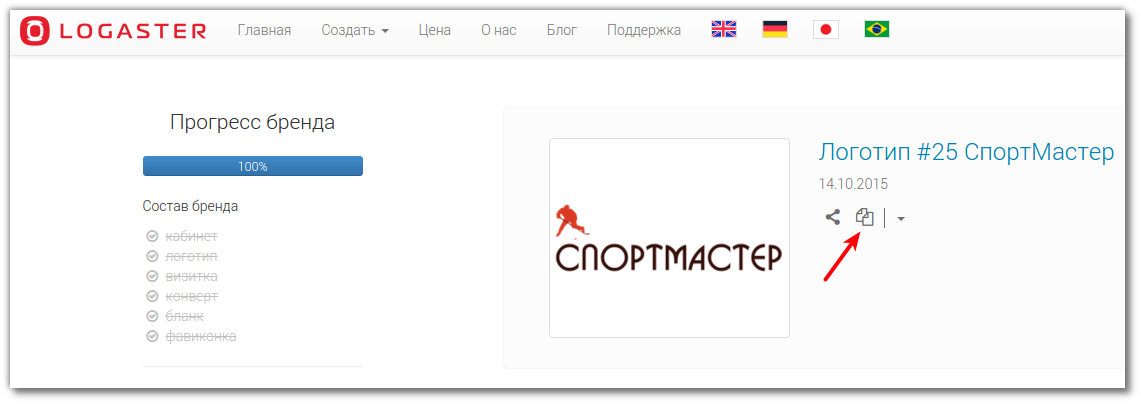 LOGASTER Главная Создать Цена О нас Блог Поддержка
Прогресс бренда
100%
Состав бренда
кабинет
логотип
визитка
конверт
бланк
фавиконка
СПОРТМАСТЕР
Логотип #25 СпортМастер
14.10.2015